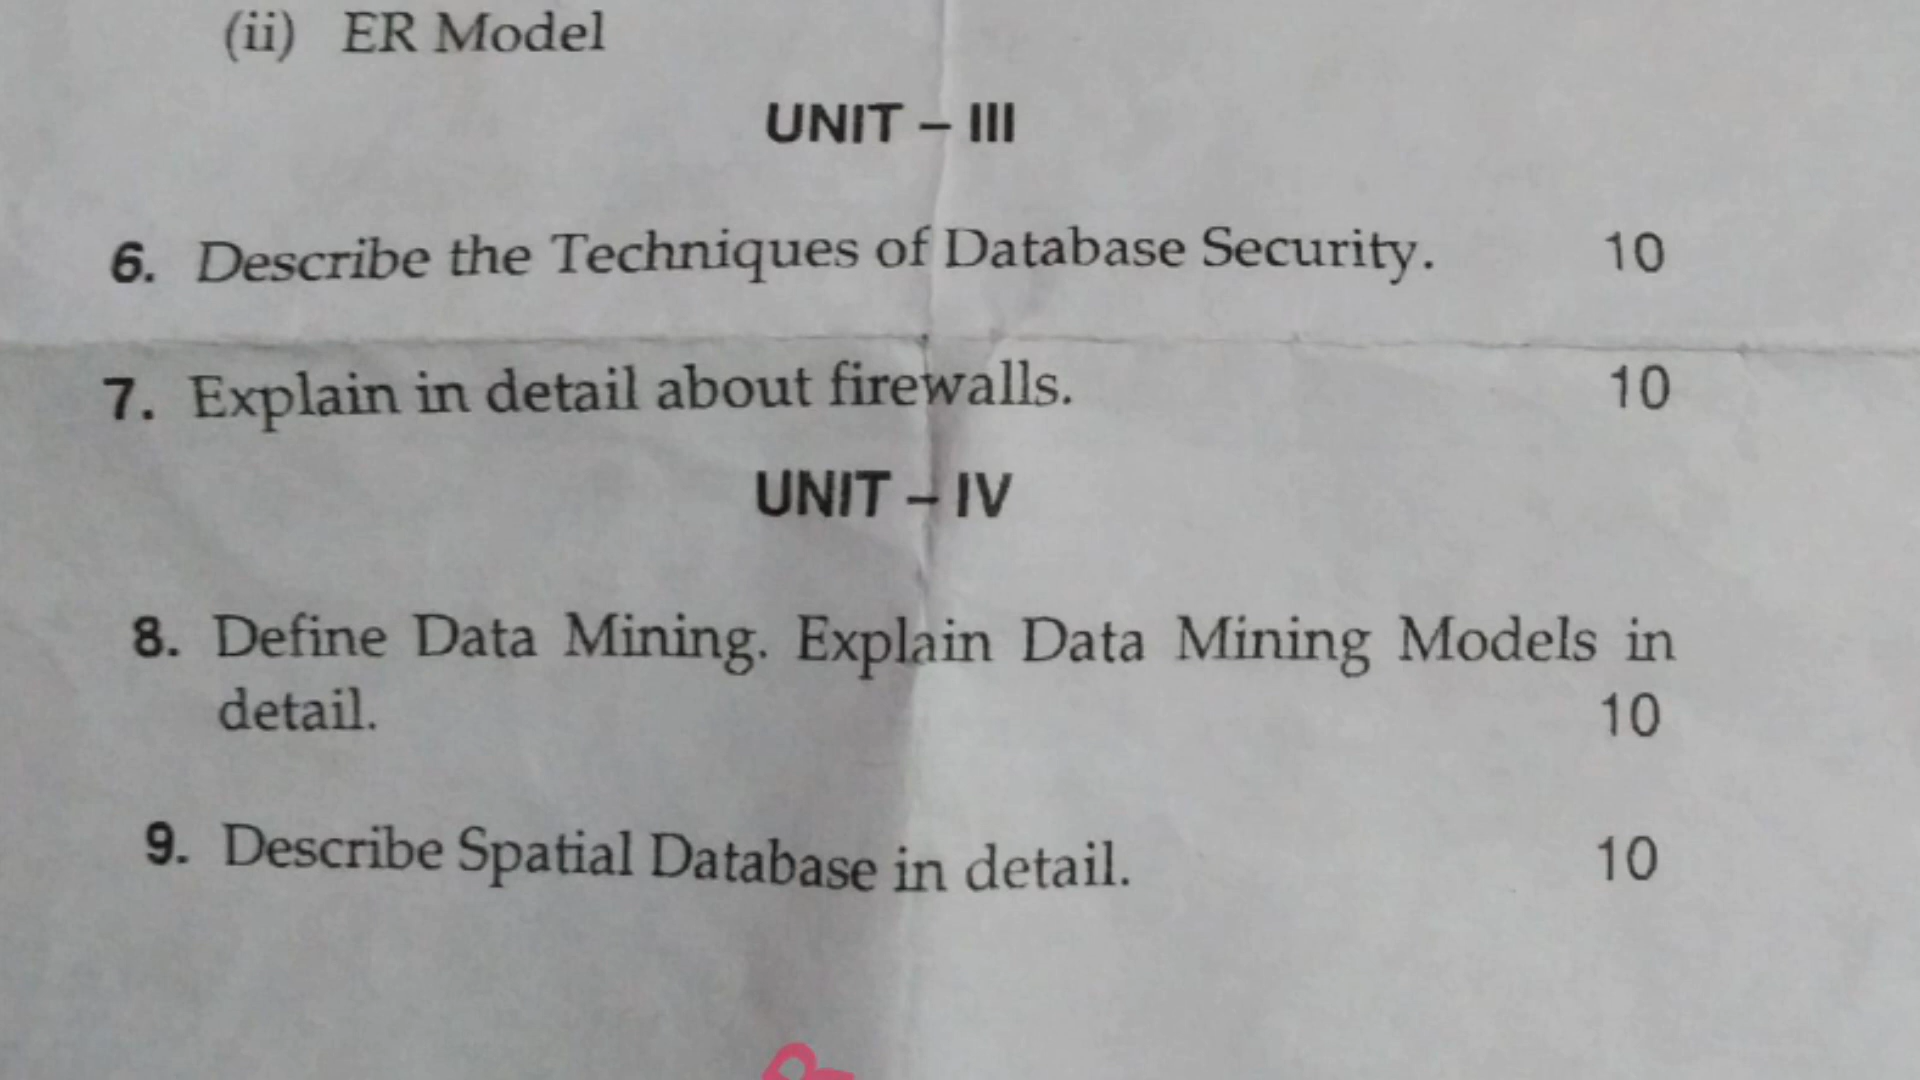 (ii) ER Model
UNIT – III
6. Describe the Techniques of Database Security. 10
7. Explain in detail about firewalls. 10
UNIT – IV
8. Define Data Mining. Explain Data Mining Models in
detail. 10
9. Describe Spatial Database in detail. 10